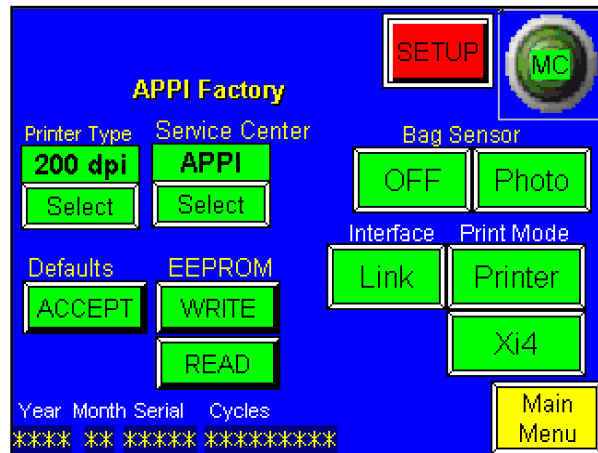 SETUP
MC
APPI Factory
Printer Type
Service Center
Bag Sensor
200 dpi
APPI
OFF
Photo
Select
Select
Interface
Print Mode
Defaults
EEPROM
Link
Printer
ACCEPT
WRITE
Xi4
READ
Year Month Serial Cycles
**** ** ***** *********
Main
Menu